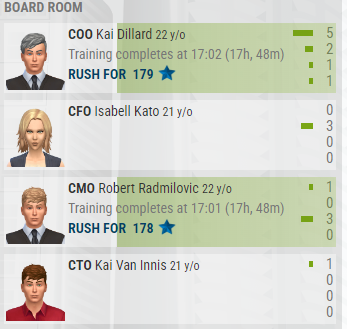 BOARD ROOM
COO Kai Dillard 22 y/o 5
Training completes at 17:02 (17h, 48m) 2
1
RUSH FOR 179 1
CFO Isabell Kato 21 y/o 0
3
0
0
CMO Robert Radmilovic 22 y/o 1
Training completes at 17:01 (17h, 48m) 0
3
RUSH FOR 178 0
CTO Kai Van Innis 21 y/o 1
0
0
0